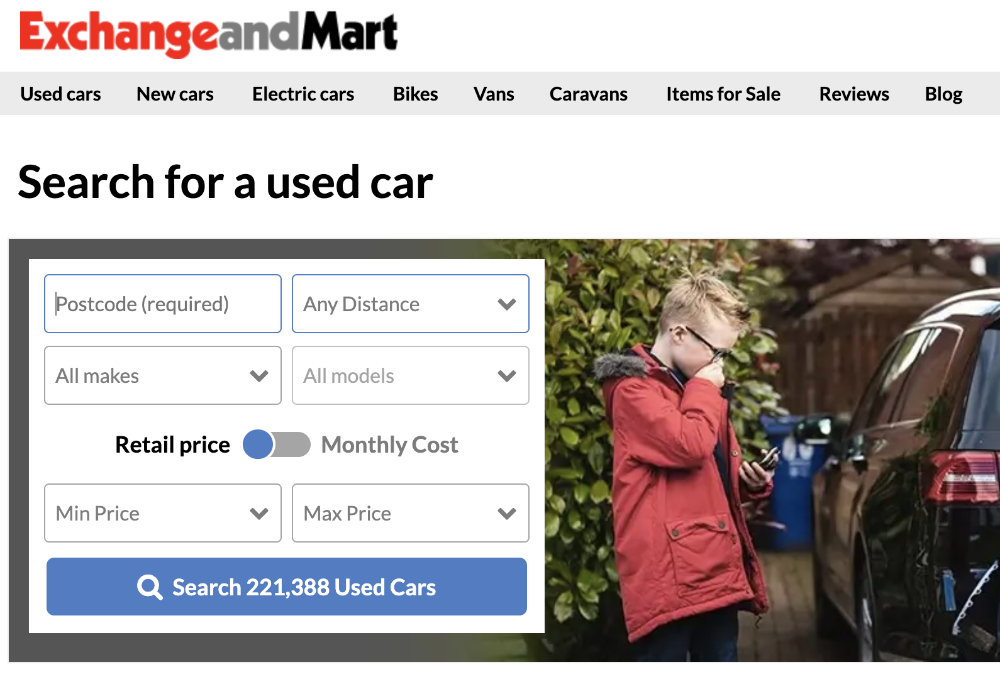 ExchangeandMart
Used cars New cars Electric cars Bikes Vans Caravans Items for Sale Reviews Blog
Search for a used car
Postcode (required) Any Distance
All makes All models
Retail price Monthly Cost
Min Price Max Price
Search 221,388 Used Cars